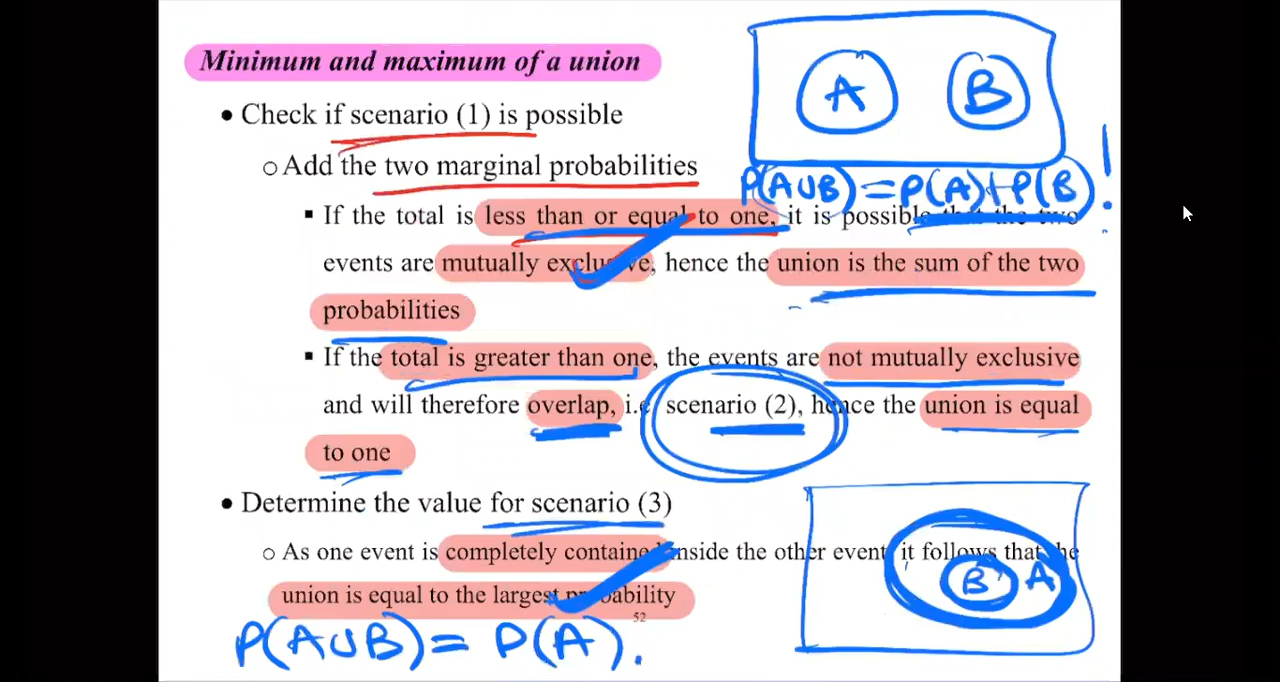 Minimum and maximum of a union
A B
• Check if scenario (1) is possible
○ Add the two marginal probabilities
P(A∪B) = P(A) + P(B) !
▪ If the total is less than or equal to one, it is possible that the two
events are mutually exclusive, hence the union is the sum of the two
probabilities
▪ If the total is greater than one, the events are not mutually exclusive
and will therefore overlap, i.e. scenario (2), hence the union is equal
to one
• Determine the value for scenario (3)
○ As one event is completely contained inside the other event, it follows that the
B A
union is equal to the largest probability
52
P(A∪B) = P(A).